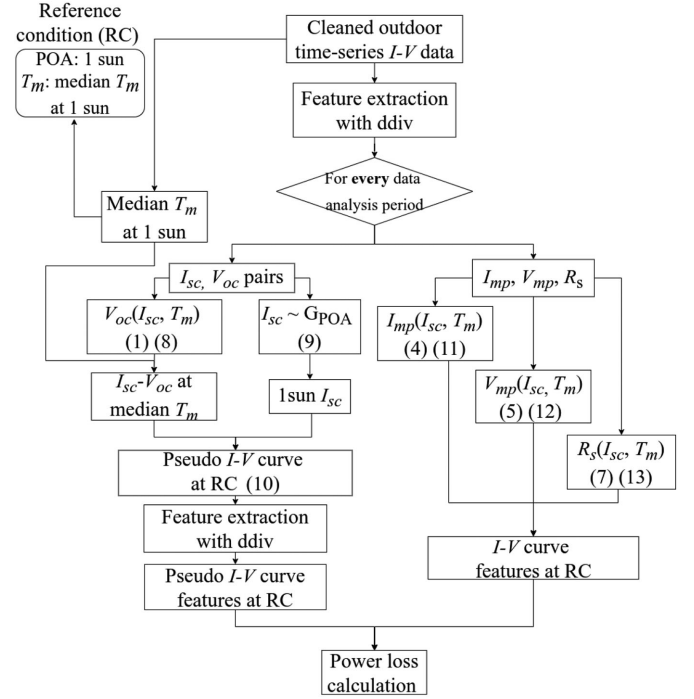 Reference
condition (RC)
POA: 1 sun
Tm: median Tm
at 1 sun
Cleaned outdoor
time-series I-V data
Feature extraction
with ddiv
For every data
analysis period
Median Tm
at 1 sun
Isc, Voc pairs
Imp, Vmp, Rs
Voc(Isc, Tm)
(1) (8)
Isc ~ GPOA
(9)
Imp(Isc, Tm)
(4) (11)
Isc-Voc at
median Tm
1sun Isc
Vmp(Isc, Tm)
(5) (12)
Rs(Isc, Tm)
(7) (13)
Pseudo I-V curve
at RC (10)
Feature extraction
with ddiv
I-V curve
features at RC
Pseudo I-V curve
features at RC
Power loss
calculation